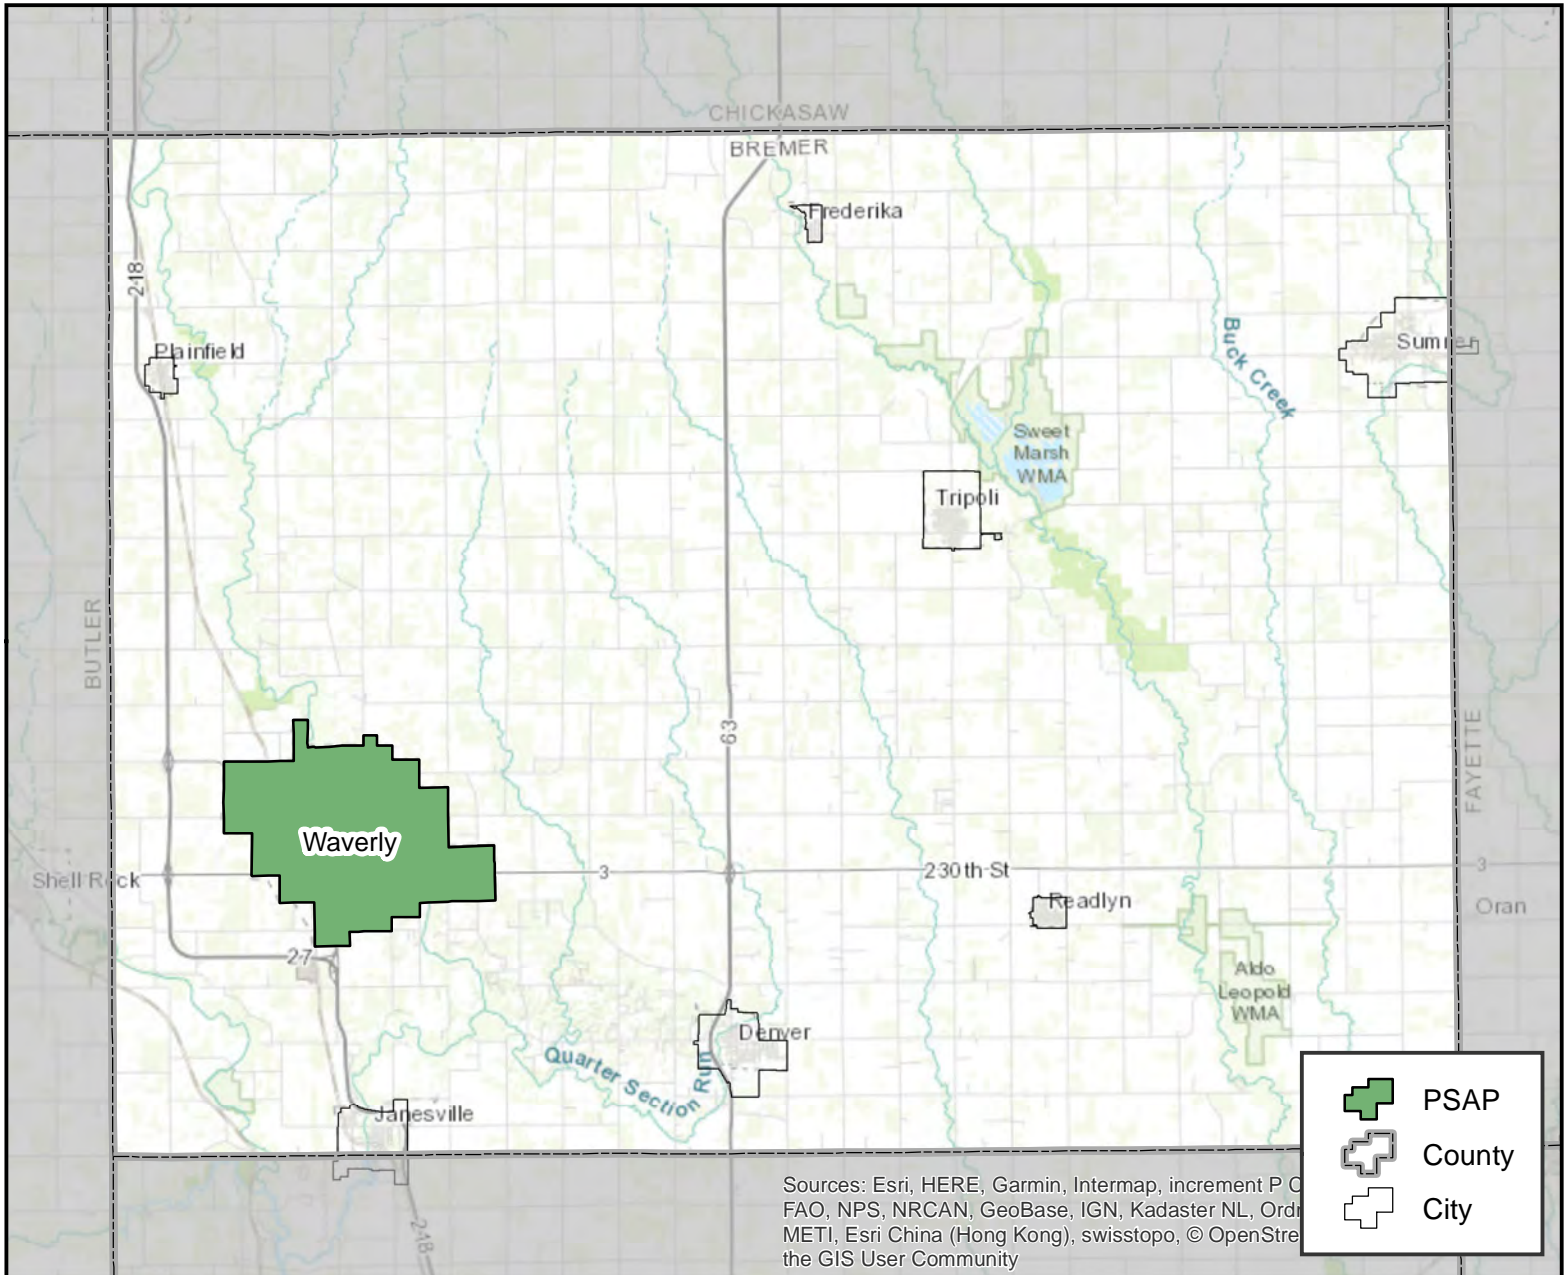 CHICKASAW
BREMER
Frederika
218
Plainfield
Buck Creek
Sumner
Sweet
Marsh
WMA
Tripoli
BUTLER
63
FAYETTE
Waverly
Shell Rock
3
230th St
3
Readlyn
Oran
27
Aldo
Leopold
WMA
Denver
Quarter Section Run
Janesville
218
PSAP
County
City
Sources: Esri, HERE, Garmin, Intermap, increment P C
FAO, NPS, NRCAN, GeoBase, IGN, Kadaster NL, Ordn
METI, Esri China (Hong Kong), swisstopo, © OpenStre
the GIS User Community